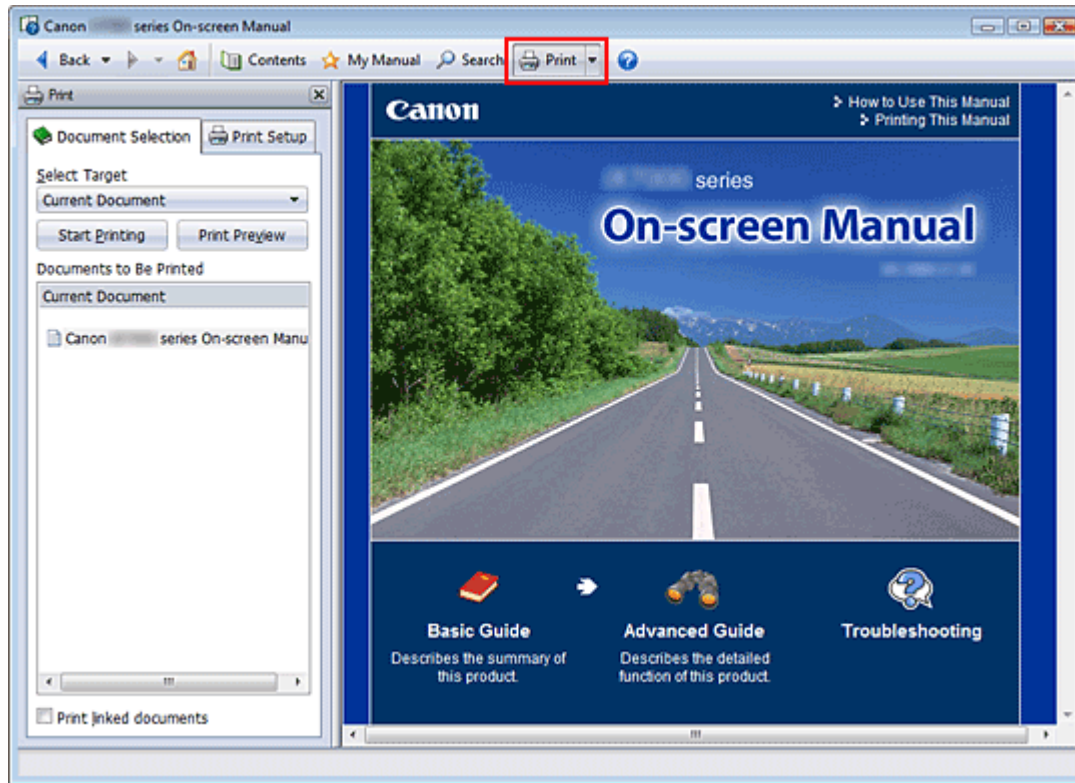 Canon series On-screen Manual
Back Contents My Manual Search Print
Print
Document Selection Print Setup
Select Target
Current Document
Start Printing Print Preview
Documents to Be Printed
Current Document
Canon series On-screen Manu
Print linked documents
Canon
How to Use This Manual
Printing This Manual
series
On-screen Manual
Basic Guide
Describes the summary of
this product.
Advanced Guide
Describes the detailed
function of this product.
Troubleshooting